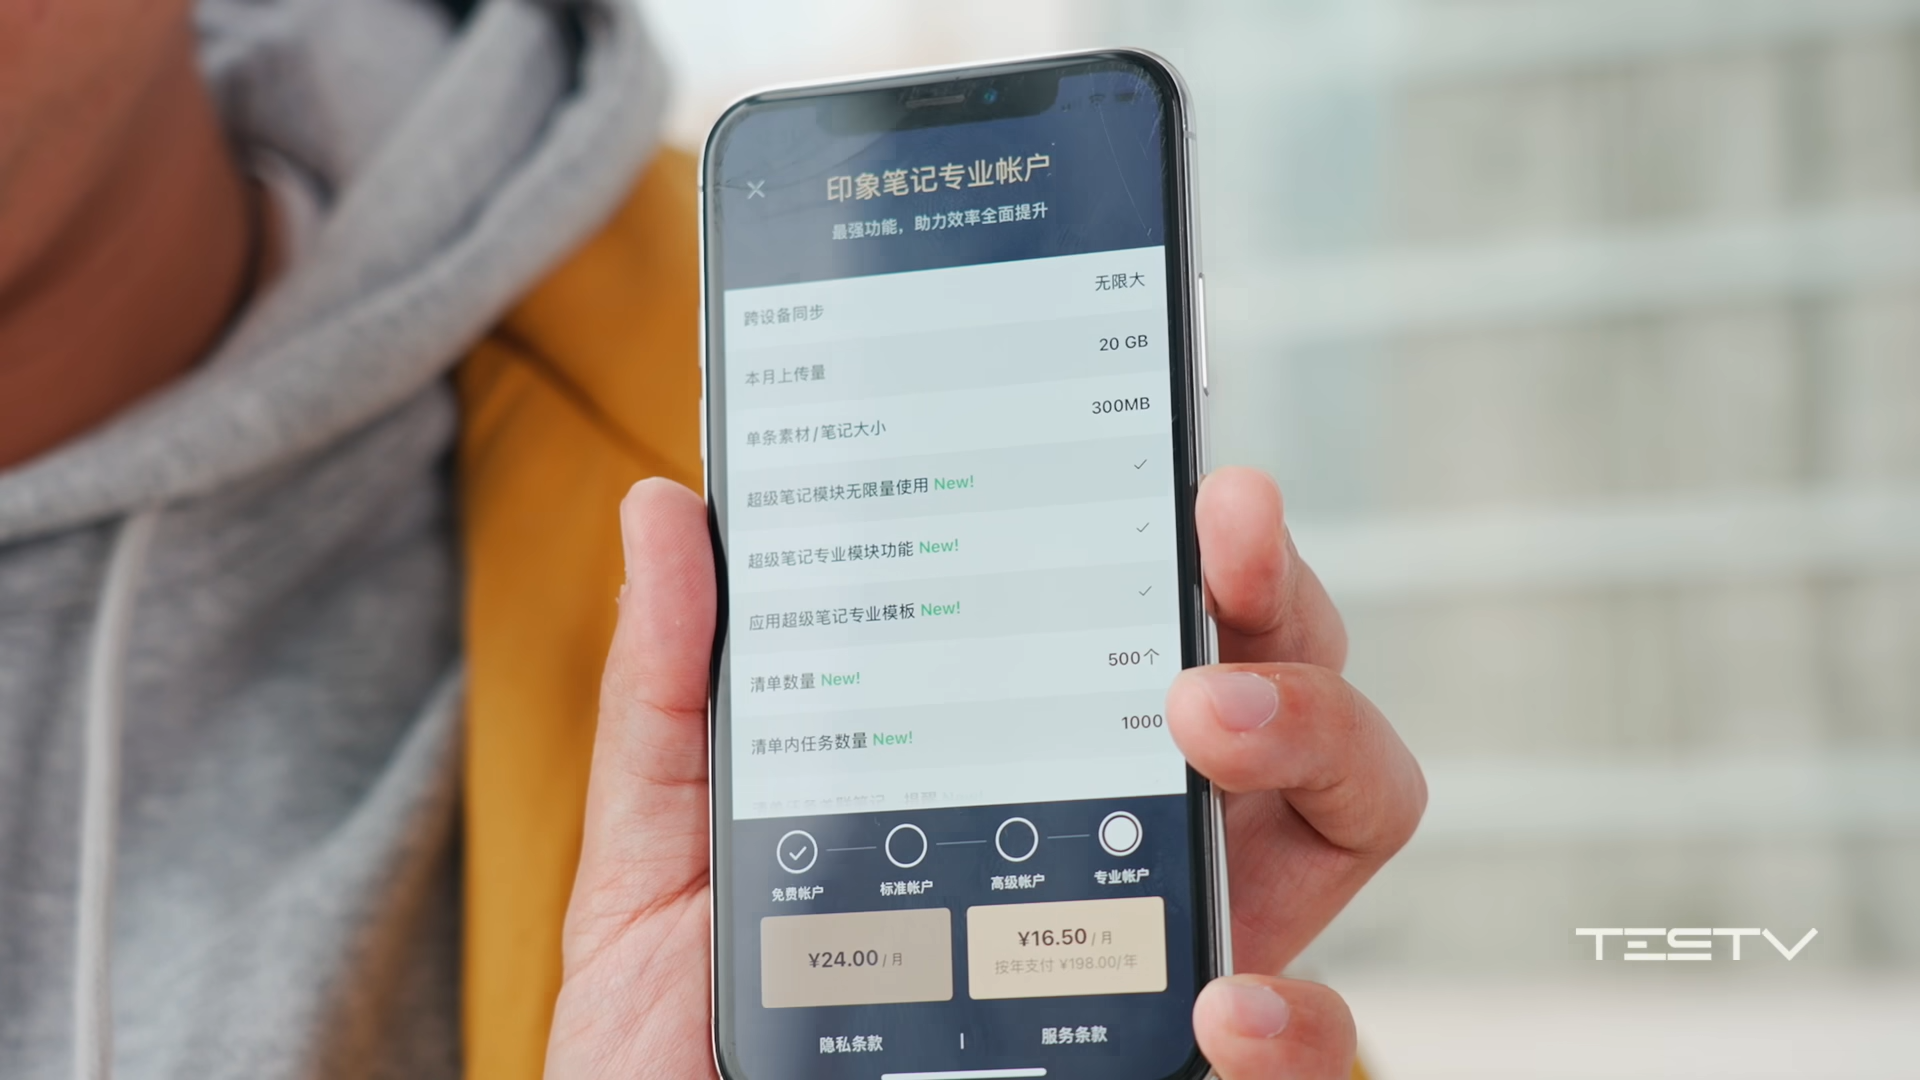 印象笔记专业帐户
最强功能，助力效率全面提升
跨设备同步 无限大
本月上传量 20 GB
单条素材/笔记大小 300MB
超级笔记模块无限量使用 New!
超级笔记专业模块功能 New!
应用超级笔记专业模板 New!
清单数量 New! 500个
清单内任务数量 New! 1000
免费帐户 标准帐户 高级帐户 专业帐户
¥24.00 / 月
¥16.50 / 月
按年支付 ¥198.00/年
隐私条款 | 服务条款
TESTV